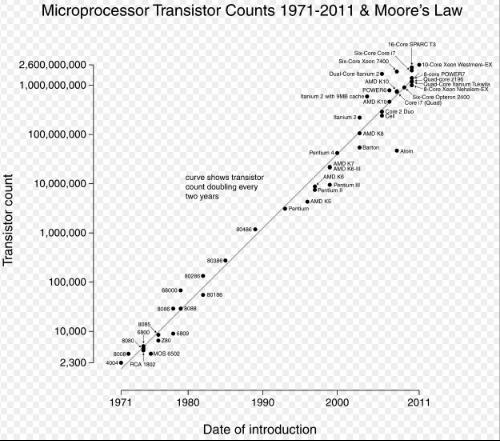 Microprocessor Transistor Counts 1971-2011 & Moore's Law
16-Core SPARC T3
Six-Core Core i7
Six-Core Xeon 7400
10-Core Xeon Westmere-EX
Dual-Core Itanium 2
8-core POWER7
Quad-core z196
AMD K10
Quad-Core Itanium Tukwila
POWER6
8-Core Xeon Nehalem-EX
Itanium 2 with 9MB cache
Six-Core Opteron 2400
AMD K10
Core i7 (Quad)
Core 2 Duo
Itanium 2
Cell
AMD K8
Pentium 4
Barton
Atom
AMD K7
AMD K6-III
curve shows transistor
count doubling every
two years
AMD K6
Pentium III
Pentium II
AMD K5
Pentium
80486
80386
80286
68000
80186
8086
8088
8085
6800
6809
8080
Z80
8008
MOS 6502
4004
RCA 1802
2,600,000,000
1,000,000,000
100,000,000
10,000,000
1,000,000
100,000
10,000
2,300
Transistor count
1971
1980
1990
2000
2011
Date of introduction